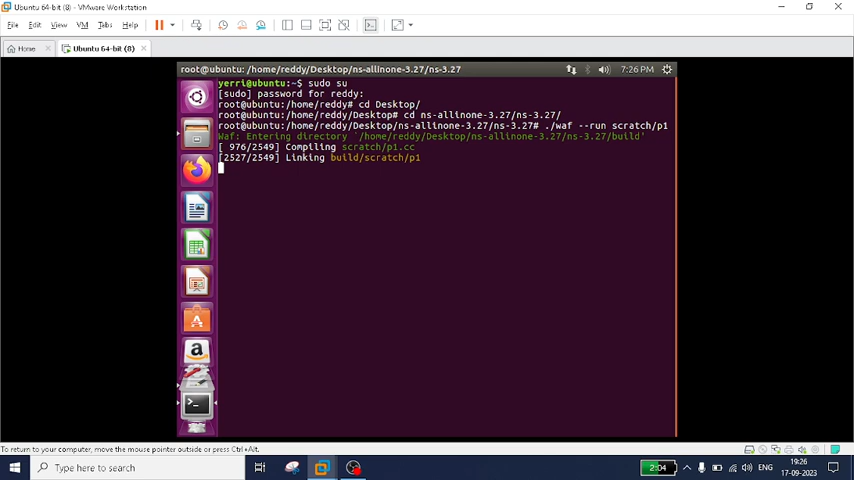 Ubuntu 64-bit (8) - VMware Workstation
File Edit View VM Tabs Help
Home Ubuntu 64-bit (8)
root@ubuntu: /home/reddy/Desktop/ns-allinone-3.27/ns-3.27 7:26 PM
yerri@ubuntu:~$ sudo su
[sudo] password for reddy:
root@ubuntu:/home/reddy# cd Desktop/
root@ubuntu:/home/reddy/Desktop# cd ns-allinone-3.27/ns-3.27/
root@ubuntu:/home/reddy/Desktop/ns-allinone-3.27/ns-3.27# ./waf --run scratch/p1
Waf: Entering directory `/home/reddy/Desktop/ns-allinone-3.27/ns-3.27/build'
[ 976/2549] Compiling scratch/p1.cc
[2527/2549] Linking build/scratch/p1
To return to your computer, move the mouse pointer outside or press Ctrl+Alt.
Type here to search
2:04
ENG
19:26
17-09-2023